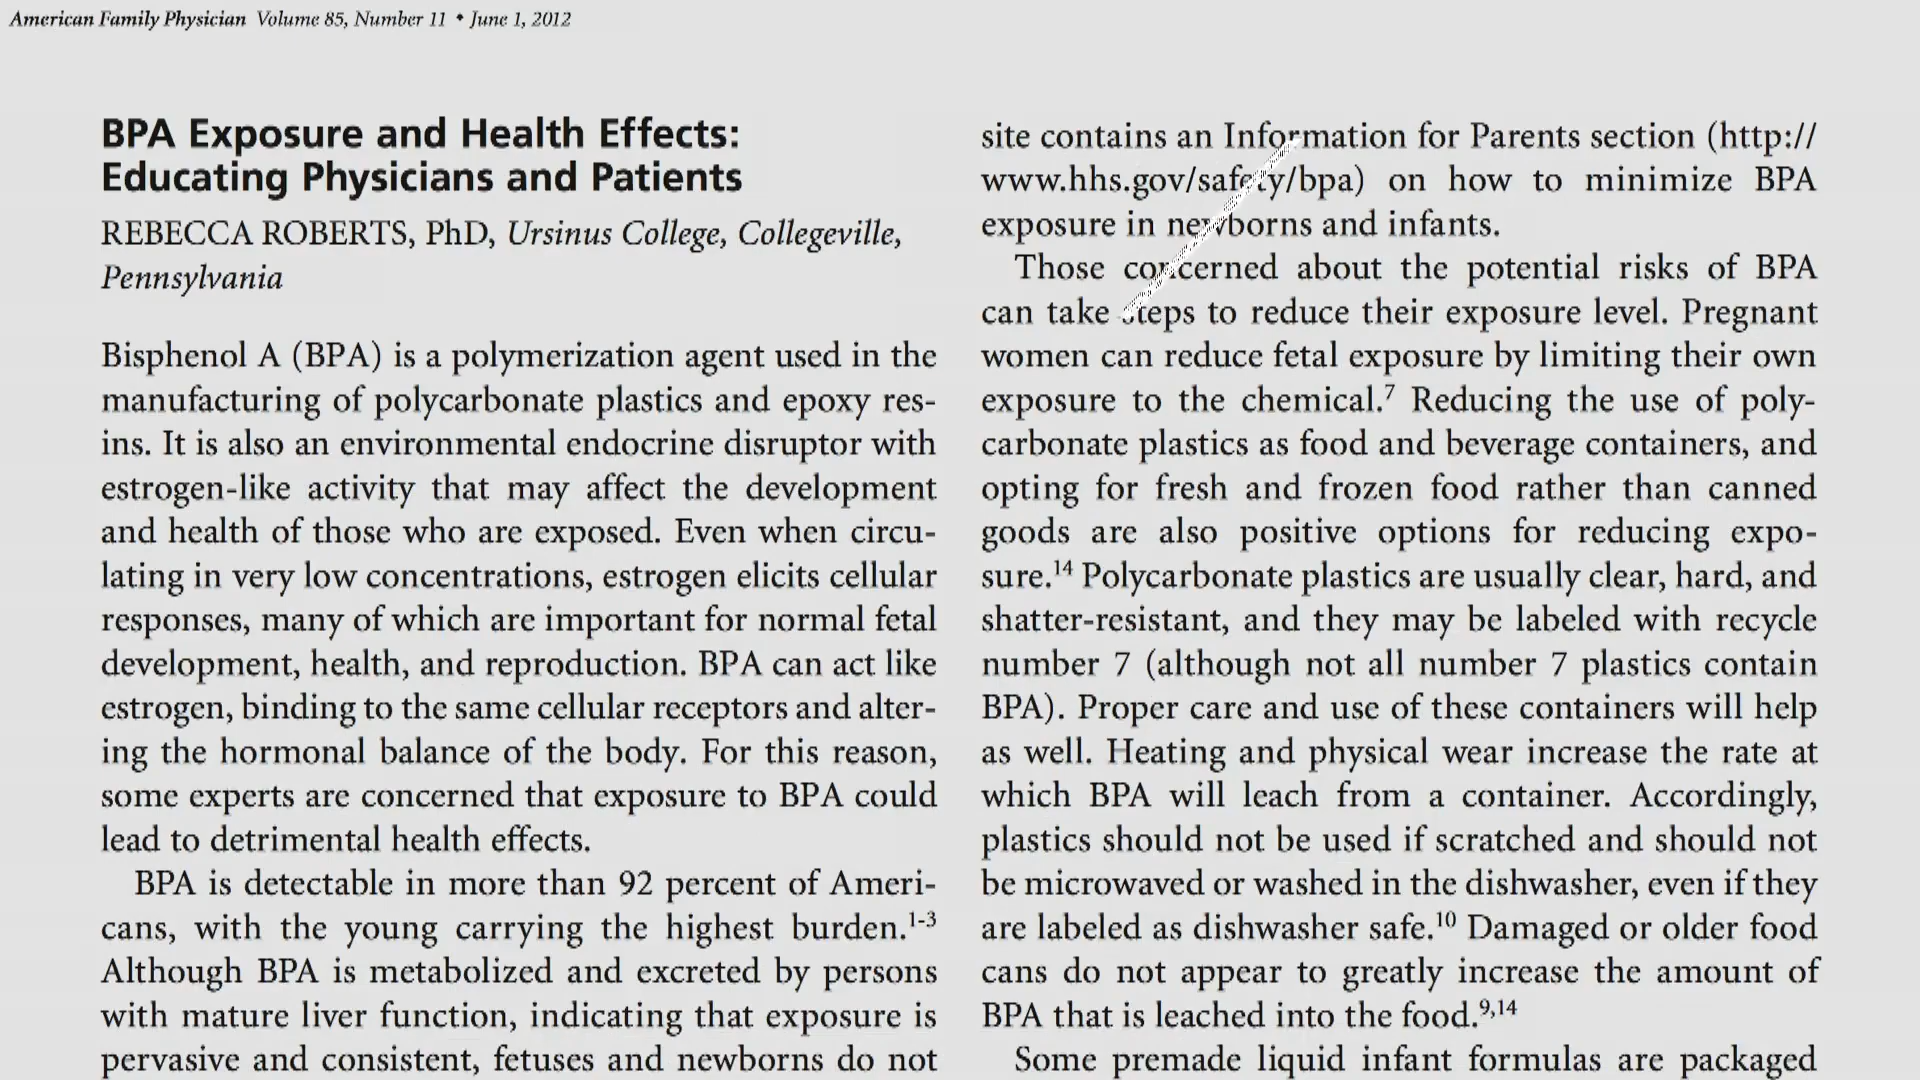 American Family Physician Volume 85, Number 11 ◆ June 1, 2012
BPA Exposure and Health Effects:
Educating Physicians and Patients
REBECCA ROBERTS, PhD, Ursinus College, Collegeville,
Pennsylvania
Bisphenol A (BPA) is a polymerization agent used in the
manufacturing of polycarbonate plastics and epoxy res-
ins. It is also an environmental endocrine disruptor with
estrogen-like activity that may affect the development
and health of those who are exposed. Even when circu-
lating in very low concentrations, estrogen elicits cellular
responses, many of which are important for normal fetal
development, health, and reproduction. BPA can act like
estrogen, binding to the same cellular receptors and alter-
ing the hormonal balance of the body. For this reason,
some experts are concerned that exposure to BPA could
lead to detrimental health effects.
BPA is detectable in more than 92 percent of Ameri-
cans, with the young carrying the highest burden.1-3
Although BPA is metabolized and excreted by persons
with mature liver function, indicating that exposure is
pervasive and consistent, fetuses and newborns do not
site contains an Information for Parents section (http://
www.hhs.gov/safety/bpa) on how to minimize BPA
exposure in newborns and infants.
Those concerned about the potential risks of BPA
can take steps to reduce their exposure level. Pregnant
women can reduce fetal exposure by limiting their own
exposure to the chemical.7 Reducing the use of poly-
carbonate plastics as food and beverage containers, and
opting for fresh and frozen food rather than canned
goods are also positive options for reducing expo-
sure.14 Polycarbonate plastics are usually clear, hard, and
shatter-resistant, and they may be labeled with recycle
number 7 (although not all number 7 plastics contain
BPA). Proper care and use of these containers will help
as well. Heating and physical wear increase the rate at
which BPA will leach from a container. Accordingly,
plastics should not be used if scratched and should not
be microwaved or washed in the dishwasher, even if they
are labeled as dishwasher safe.10 Damaged or older food
cans do not appear to greatly increase the amount of
BPA that is leached into the food.9,14
Some premade liquid infant formulas are packaged